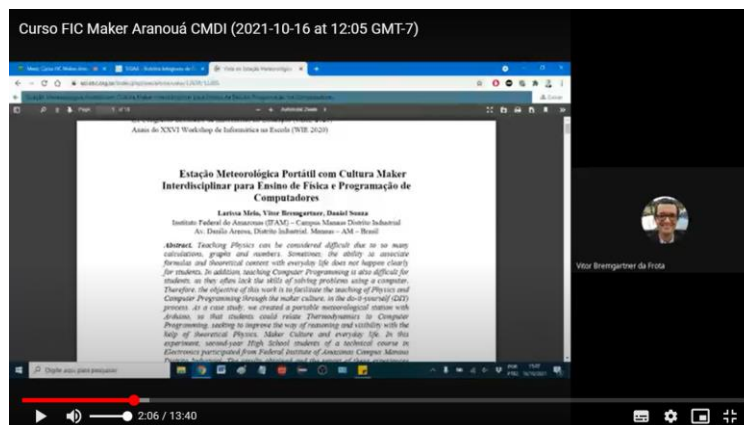 Curso FIC Maker Aranouá CMDI (2021-10-16 at 12:05 GMT-7)
Anais do XXVI Workshop de Informática na Escola (WIE 2020)
Estação Meteorológica Portátil com Cultura Maker
Interdisciplinar para Ensino de Física e Programação de
Computadores
Larissa Melo, Vitor Bremgartner, Daniel Souza
Instituto Federal do Amazonas (IFAM) – Campus Manaus Distrito Industrial
Distrito Industrial, Manaus – AM – Brasil
Abstract. Teaching Physics can be considered difficult due to so many
calculations, graphs and numbers. Sometimes, the ability to associate
formulas and theoretical content with everyday life does not happen clearly
for students. In addition, teaching Computer Programming is also difficult for
students, as they often lack the skills of solving problems using a computer.
Therefore, the objective of this work is to facilitate the teaching of Physics and
Computer Programming through the maker culture, in the do-it-yourself (DIY)
process. As a case study, we created a portable meteorological station with
Arduino, so that students could relate Thermodynamics to Computer
Programming, seeking to improve the way of reasoning and visibility with the
help of theoretical Physics, Maker Culture and everyday life. In this
experiment, second-year High School students of a technical course in
Electronics participated from Federal Institute of Amazonas Campus Manaus
Vitor Bremgartner da Frota
Digite aqui para pesquisar
2:06 / 13:40